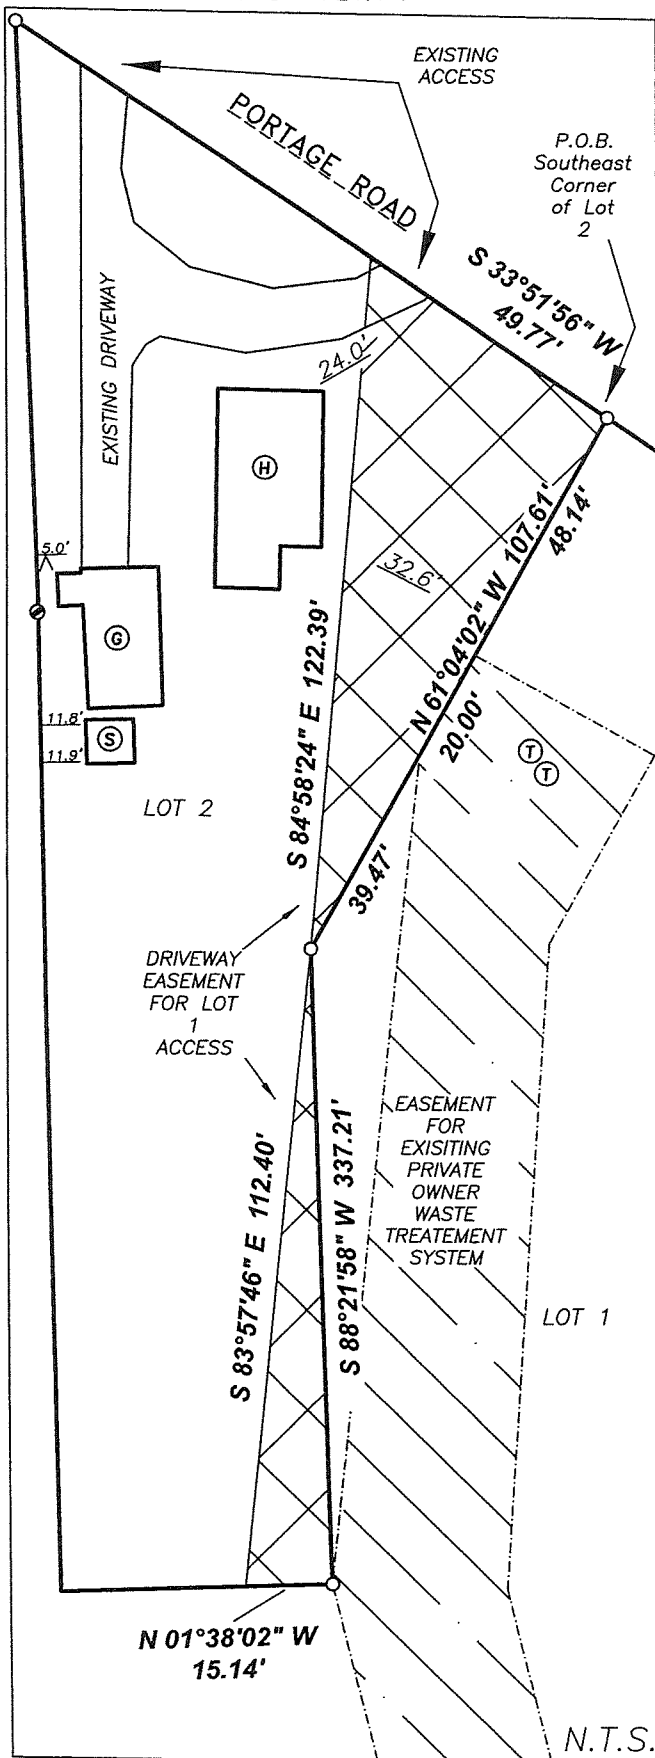 EXISTING
ACCESS
PORTAGE ROAD
P.O.B.
Southeast
Corner
of Lot
2
S 33°51'56" W
49.77'
EXISTING DRIVEWAY
24.0'
H
5.0'
32.6'
N 61°04'02" W 107.61'
48.14'
20.00'
39.47'
G
S 84°58'24" E 122.39'
11.8'
S
11.9'
T
T
LOT 2
DRIVEWAY
EASEMENT
FOR LOT
1
ACCESS
EASEMENT
FOR
EXISITING
PRIVATE
OWNER
WASTE
TREATEMENT
SYSTEM
S 83°57'46" E 112.40'
S 88°21'58" W 337.21'
LOT 1
N 01°38'02" W
15.14'
N.T.S.